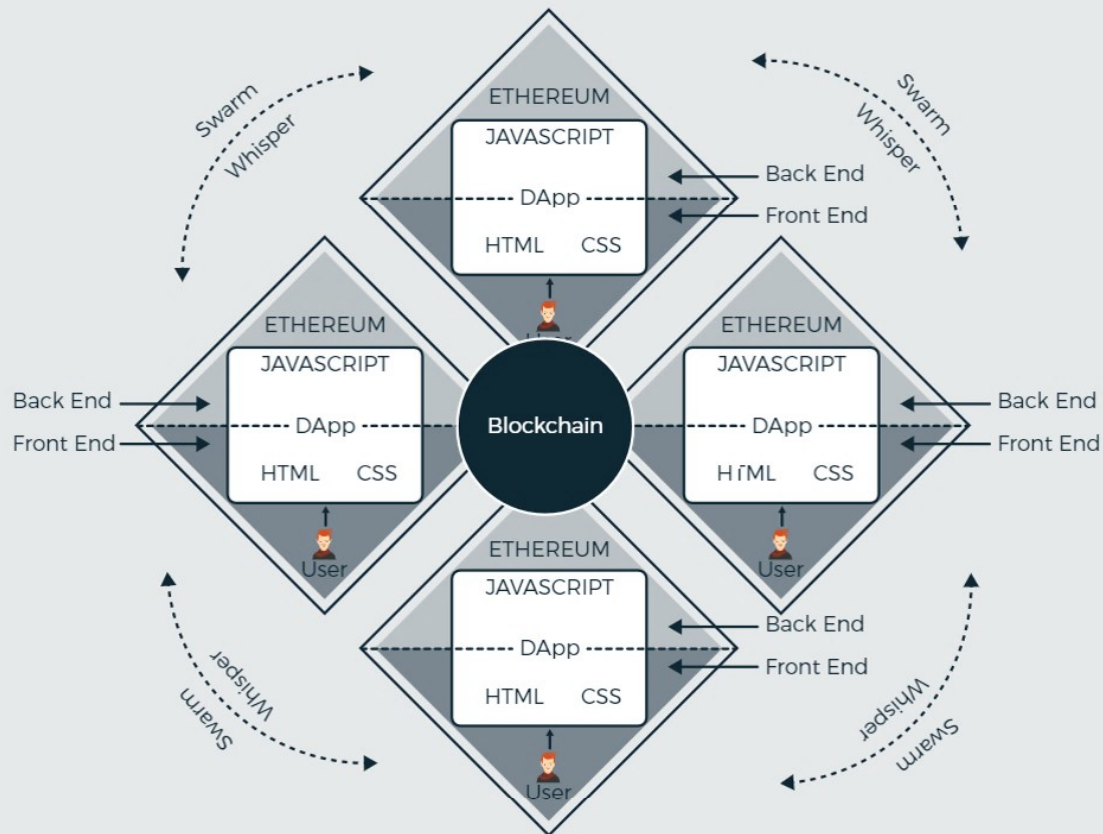 ETHEREUM
Swarm
Whisper
Swarm
Whisper
JAVASCRIPT
Back End
DApp
Front End
HTML CSS
User
ETHEREUM
JAVASCRIPT
Back End
Front End
DApp
HTML CSS
User
Blockchain
ETHEREUM
JAVASCRIPT
Back End
Front End
DApp
HTML CSS
User
ETHEREUM
JAVASCRIPT
Back End
DApp
Front End
HTML CSS
User
Whisper
Swarm
Whisper
Swarm